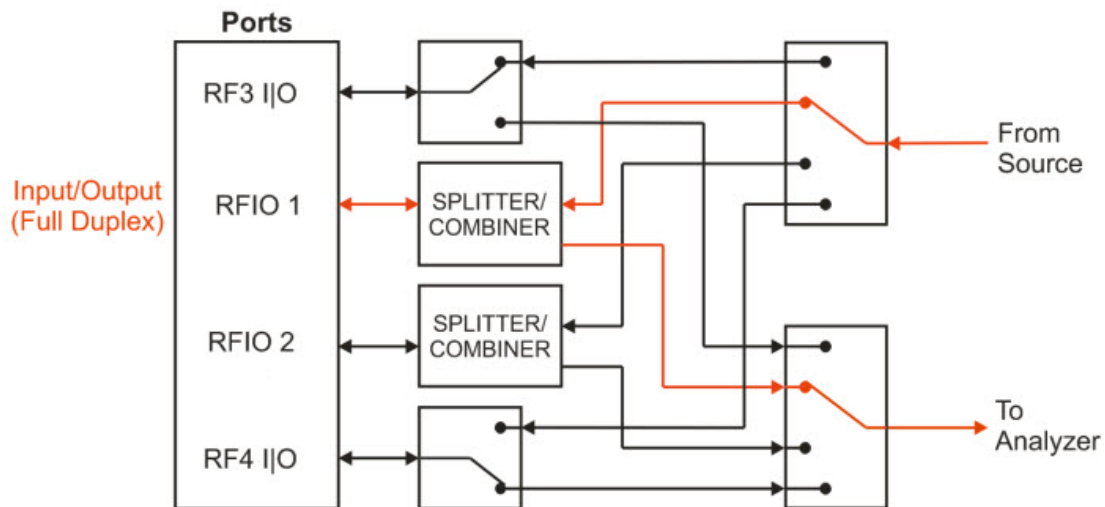 Ports
RF3 I|O
From
Source
Input/Output
(Full Duplex)
RFIO 1
SPLITTER/
COMBINER
RFIO 2
SPLITTER/
COMBINER
To
Analyzer
RF4 I|O